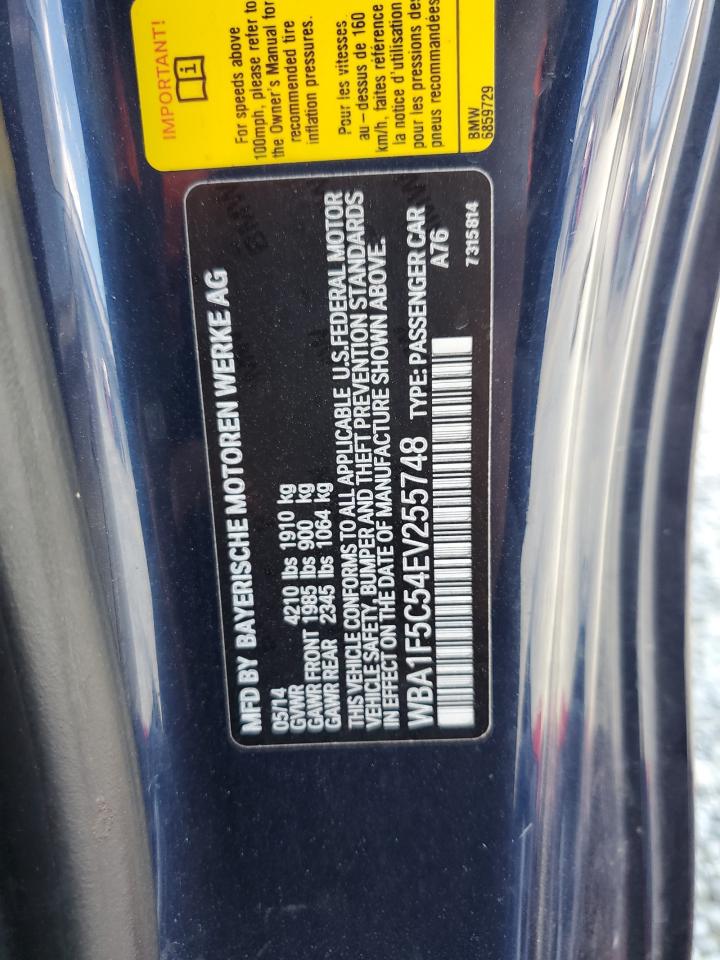 MFD BY BAYERISCHE MOTOREN WERKE AG
05/14
GVWR 4210 lbs 1910 kg
GAWR FRONT 1985 lbs 900 kg
GAWR REAR 2345 lbs 1064 kg
THIS VEHICLE CONFORMS TO ALL APPLICABLE U.S.FEDERAL MOTOR
VEHICLE SAFETY, BUMPER AND THEFT PREVENTION STANDARDS
IN EFFECT ON THE DATE OF MANUFACTURE SHOWN ABOVE.
WBA1F5C54EV255748 TYPE: PASSENGER CAR
A76
7 315 814
IMPORTANT!
For speeds above
100mph, please refer to
the Owner's Manual for
recommended tire
inflation pressures.
Pour les vitesses
au-dessus de 160
km/h, faites référence
la notice d'utilisation
pour les pressions des
pneus recommandées
BMW
6859729